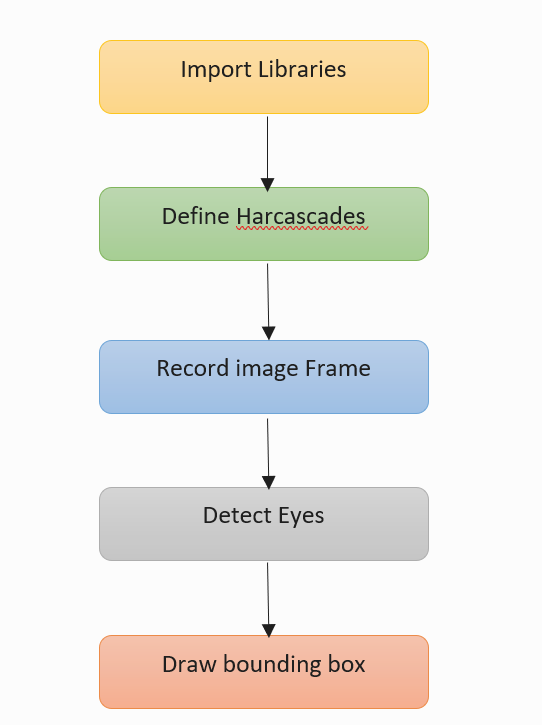 Import Libraries
Define Harcascades
Record image Frame
Detect Eyes
Draw bounding box